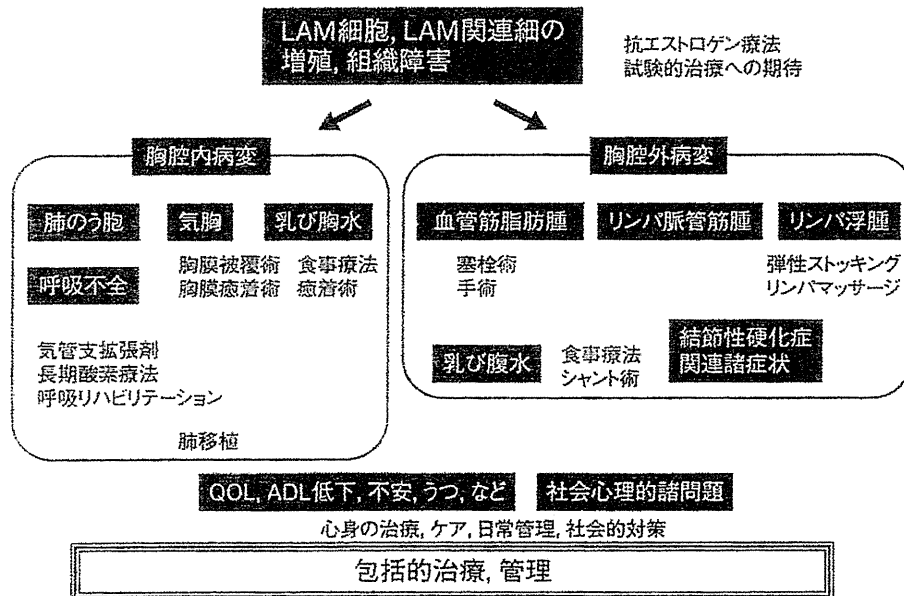 LAM細胞, LAM関連細の
増殖, 組織障害
抗エストロゲン療法
試験的治療への期待
胸腔内病変
肺のう胞
気胸
乳び胸水
呼吸不全
胸膜被覆術
胸膜癒着術
食事療法
癒着術
気管支拡張剤
長期酸素療法
呼吸リハビリテーション
肺移植
胸腔外病変
血管筋脂肪腫
リンパ脈管筋腫
リンパ浮腫
塞栓術
手術
弾性ストッキング
リンパマッサージ
乳び腹水
食事療法
シャント術
結節性硬化症
関連諸症状
QOL, ADL低下, 不安, うつ, など
社会心理的諸問題
心身の治療, ケア, 日常管理, 社会的対策
包括的治療, 管理